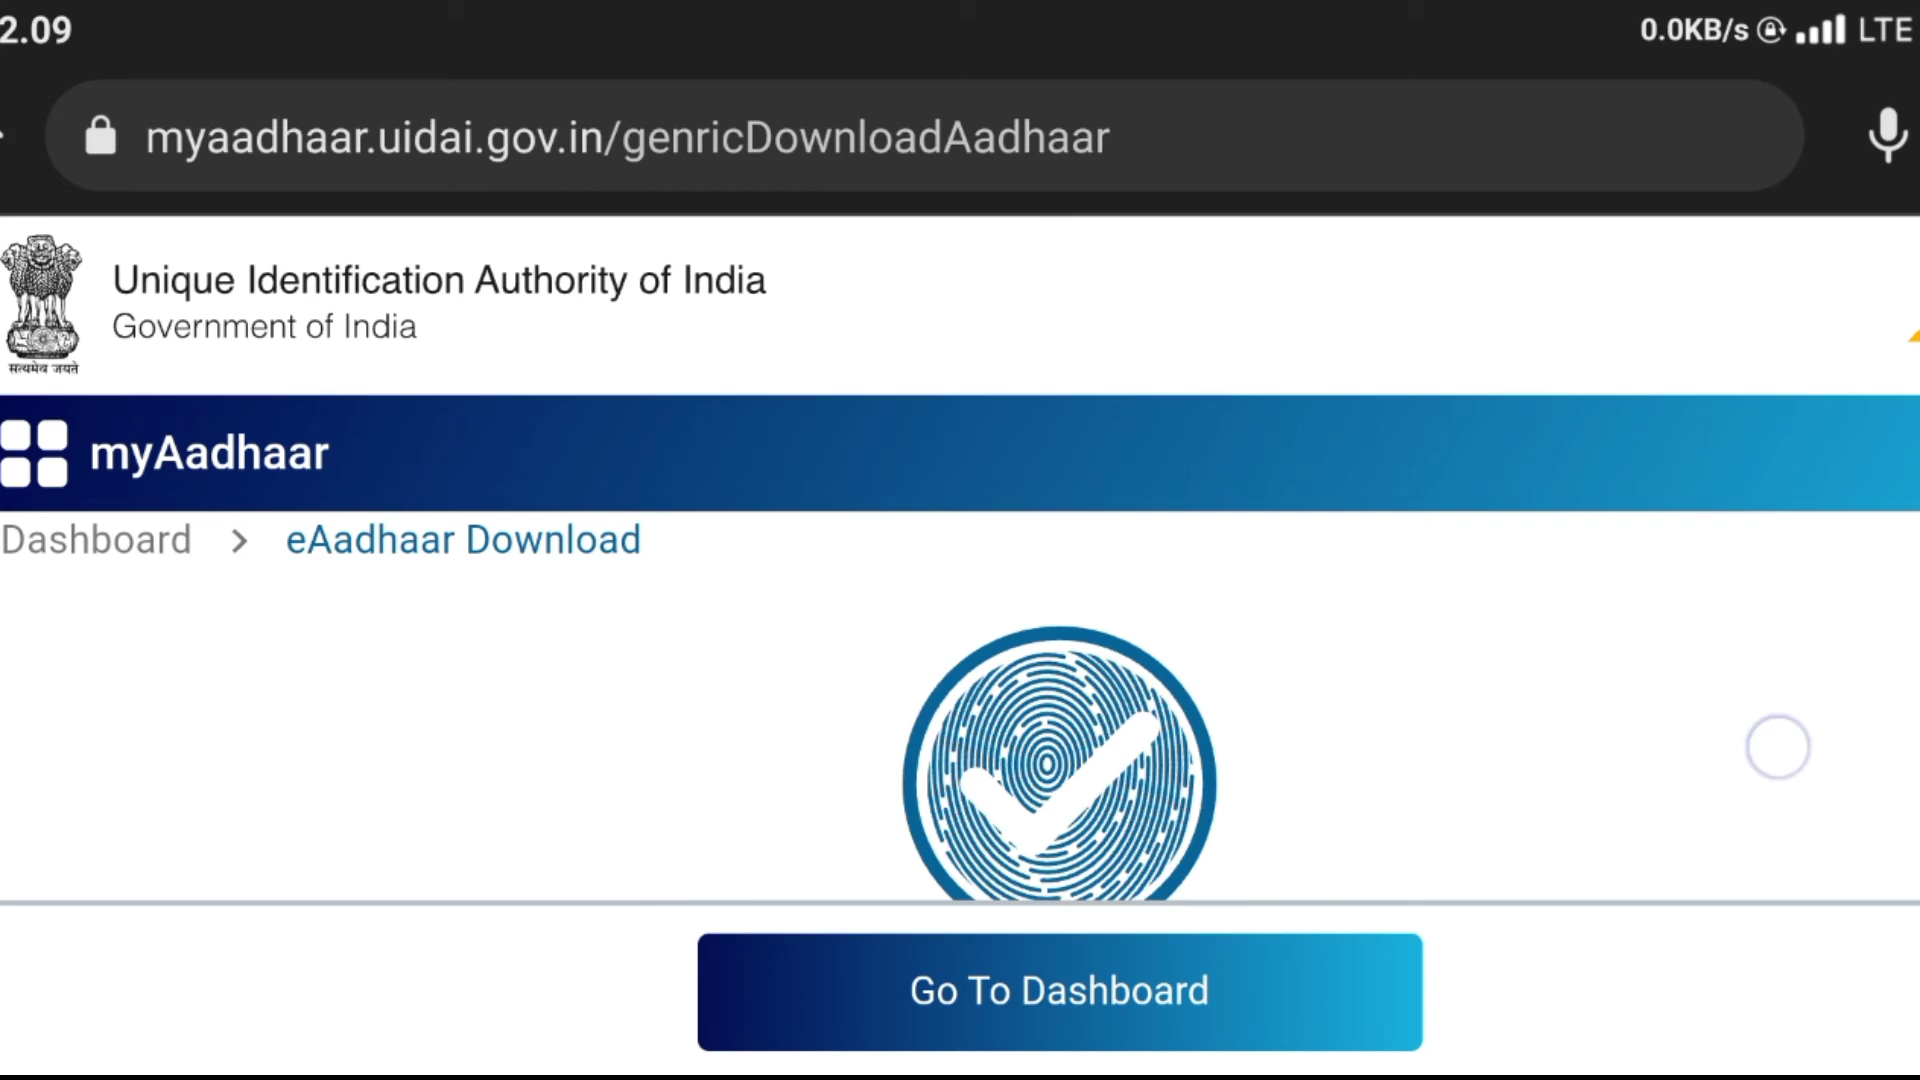 2.09
0.0KB/s LTE
myaadhaar.uidai.gov.in/genricDownloadAadhaar
Unique Identification Authority of India
Government of India
सत्यमेव जयते
myAadhaar
Dashboard > eAadhaar Download
Go To Dashboard